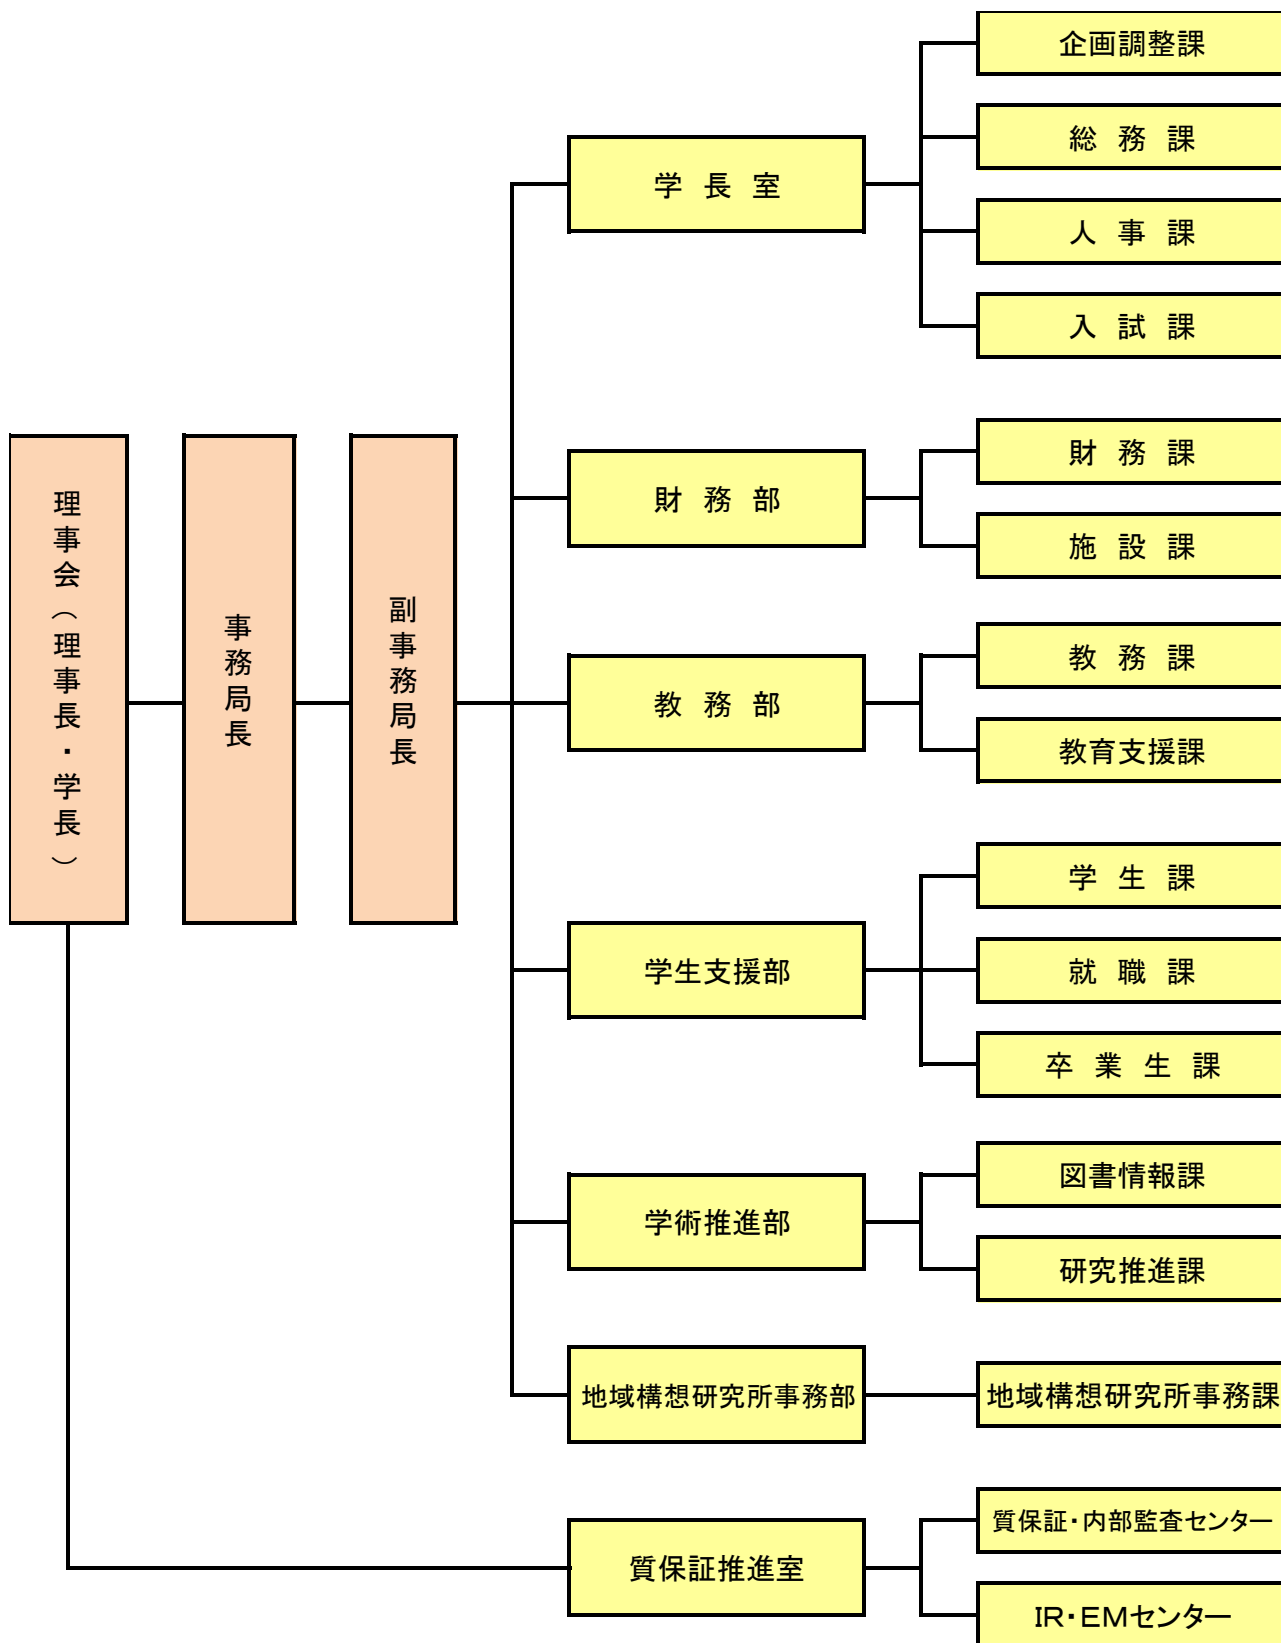 理事会（理事長・学長）
事務局長
副事務局長
学長室
企画調整課
総務課
人事課
入試課
財務部
財務課
施設課
教務部
教務課
教育支援課
学生支援部
学生課
就職課
卒業生課
学術推進部
図書情報課
研究推進課
地域構想研究所事務部
地域構想研究所事務課
質保証推進室
質保証・内部監査センター
IR・EMセンター